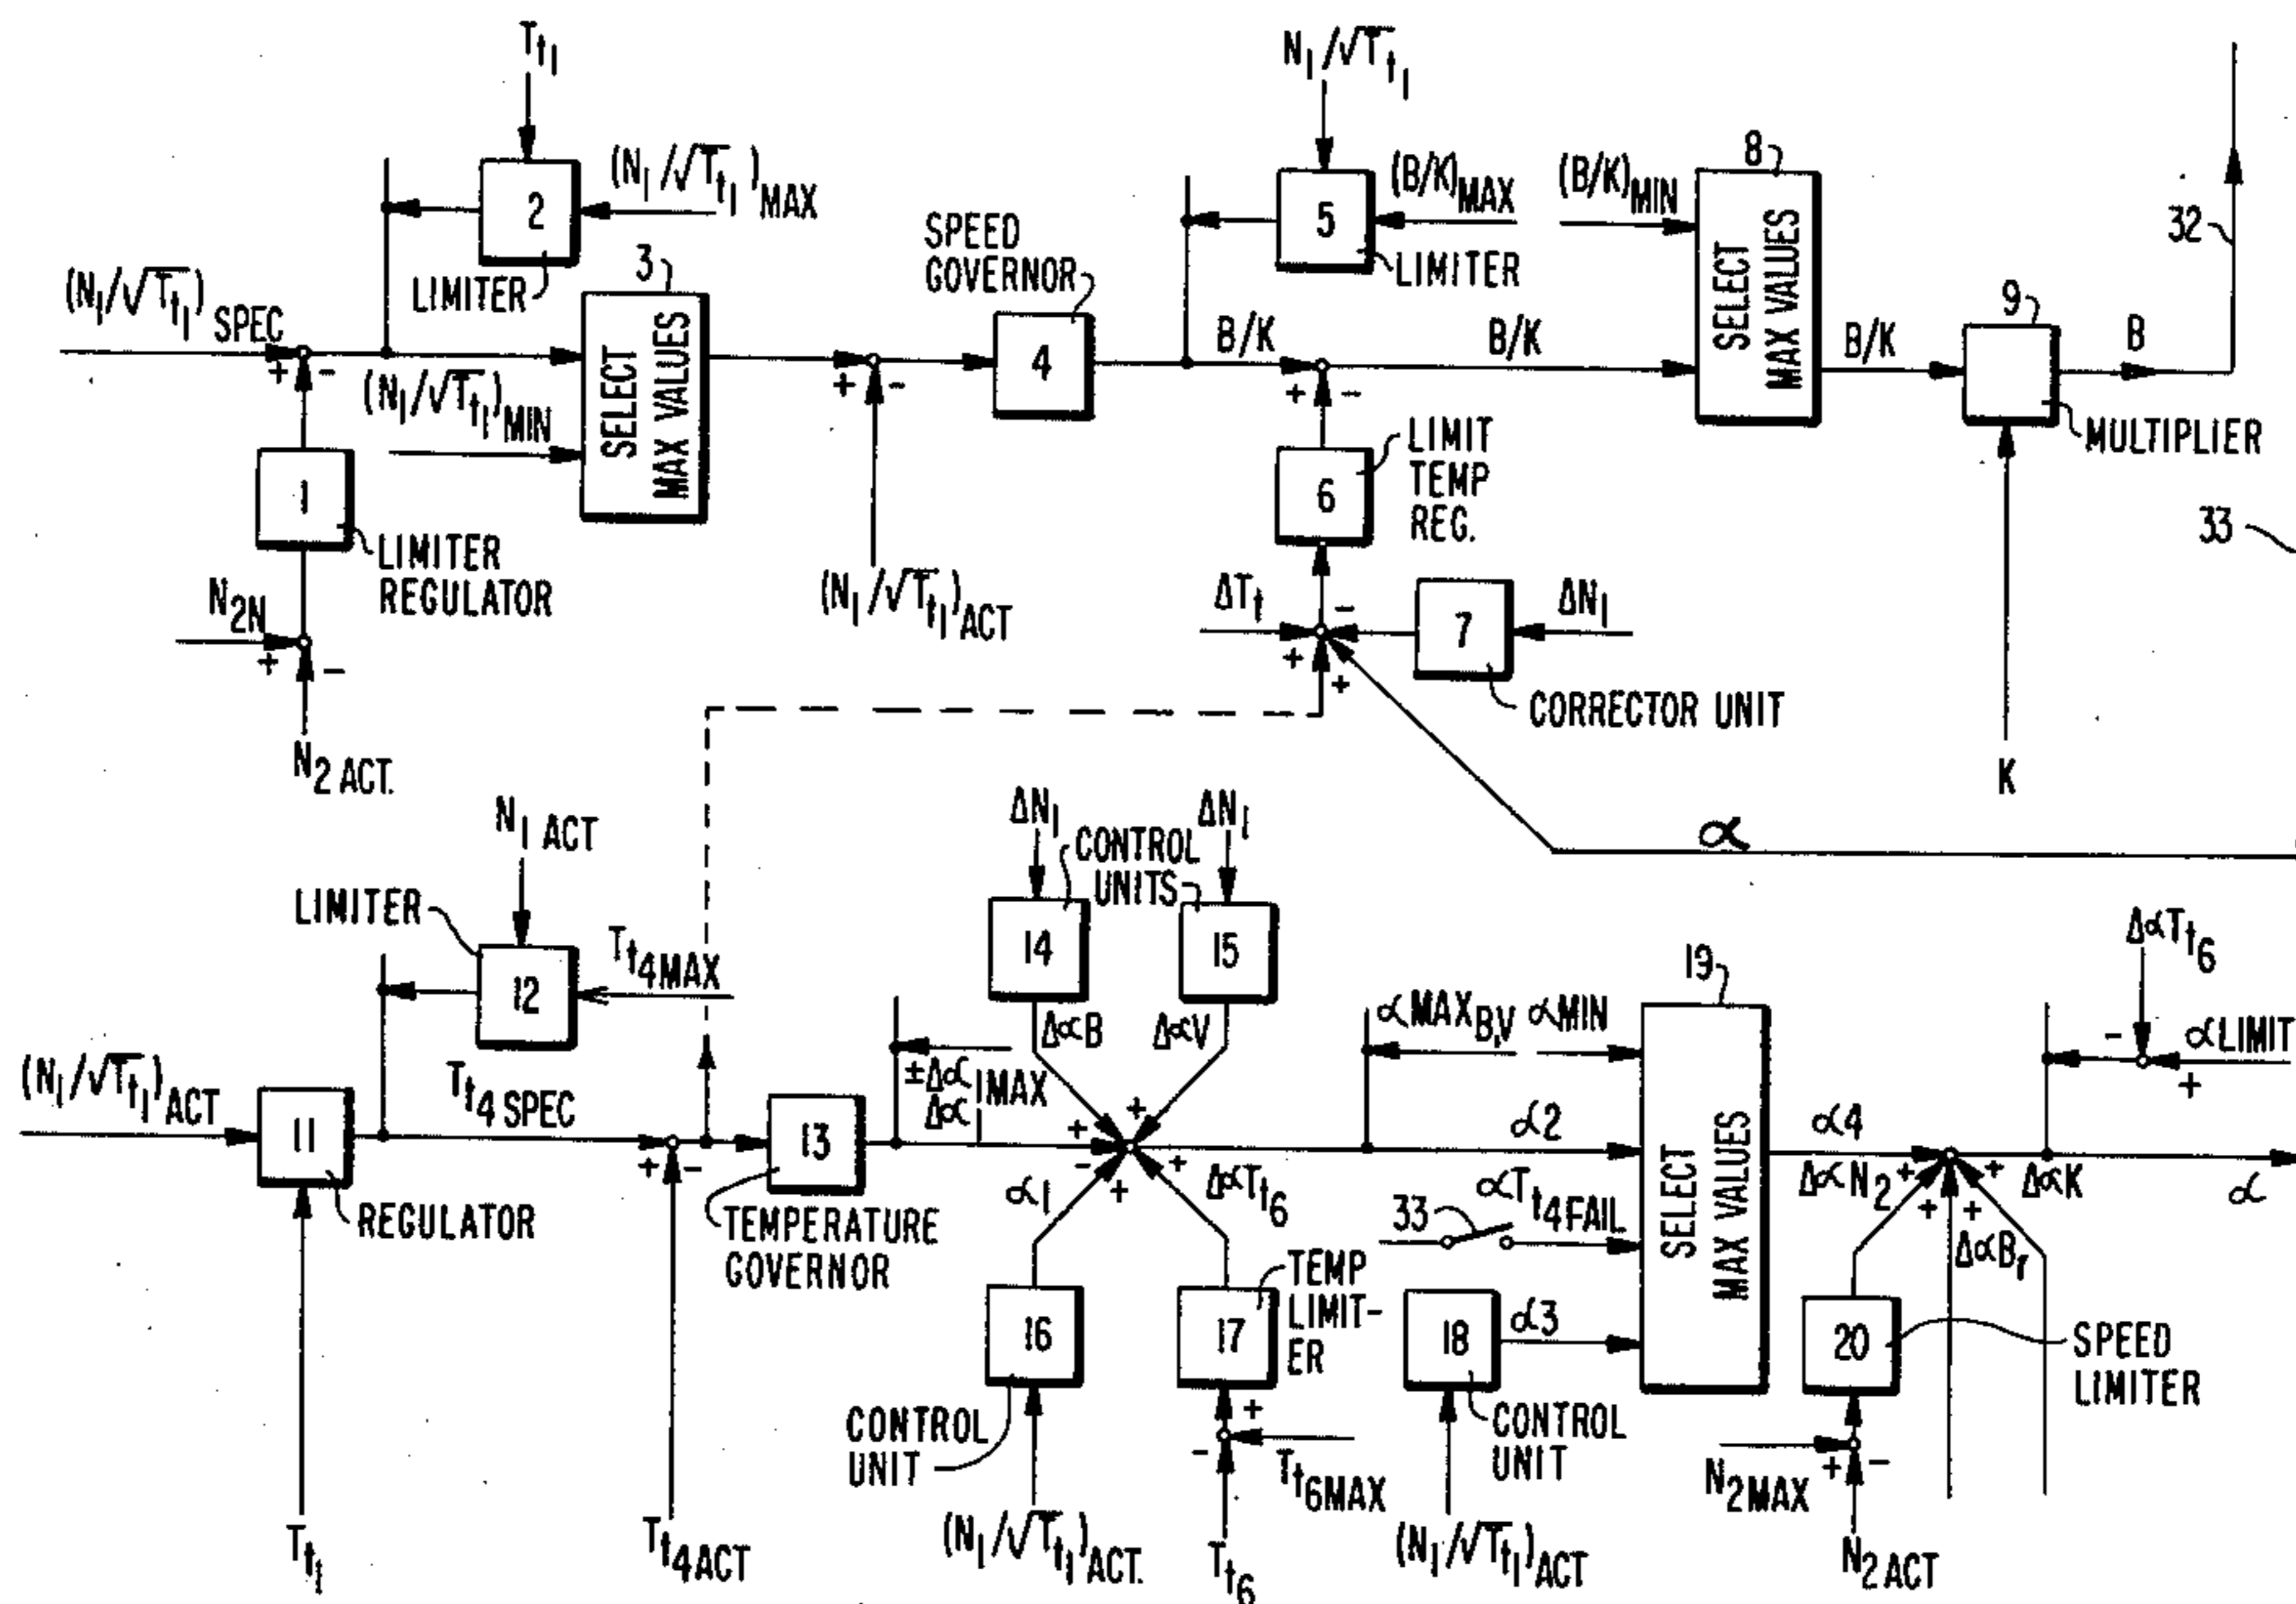 Tt1
N1/√Tt1
2
(N1/√Tt1)MAX
LIMITER
3
SPEED
GOVERNOR
5
(B/K)MAX
LIMITER
(B/K)MIN
8
SELECT
MAX VALUES
32
(N1/√Tt1)SPEC
+ -
(N1/√Tt1)MIN
SELECT
MAX VALUES
+ -
4
B/K
+ -
B/K
B/K
9
B
MULTIPLIER
33
1
LIMITER
REGULATOR
N2N
+ -
N2 ACT.
(N1/√Tt1)ACT
6
LIMIT
TEMP
REG.
ΔTt
-
+
+
7
ΔN1
CORRECTOR UNIT
K
α
N1 ACT
LIMITER
12
Tt4MAX
ΔN1
CONTROL
UNITS
ΔN1
14
15
ΔαB
ΔαV
αMAXB,V
αMIN
19
SELECT
MAX VALUES
ΔαTt6
-
αLIMIT
+
(N1/√Tt1)ACT
11
REGULATOR
Tt4 SPEC
+ -
13
TEMPERATURE
GOVERNOR
±Δα1MAX
Δα1
+
+
-
+
+
α1
ΔαTt6
α2
αTt4FAIL
33
α4
ΔαN2
+
+
+
+
ΔαBr
ΔαK
α
16
CONTROL
UNIT
17
TEMP
LIMIT-
ER
+
-
Tt6MAX
18
α3
CONTROL
UNIT
20
SPEED
LIMITER
N2MAX
+ -
Tt1
Tt4ACT
(N1/√Tt1)ACT.
Tt6
(N1/√Tt1)ACT
N2 ACT